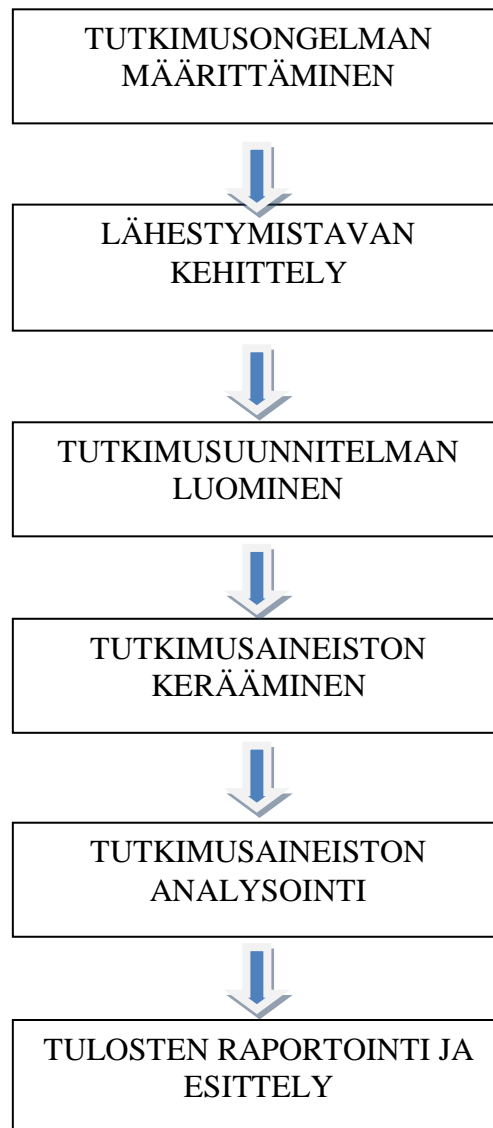 TUTKIMUSONGELMAN
MÄÄRITTÄMINEN
LÄHESTYMISTAVAN
KEHITTELY
TUTKIMUSUUNNITELMAN
LUOMINEN
TUTKIMUSAINEISTON
KERÄÄMINEN
TUTKIMUSAINEISTON
ANALYSOINTI
TULOSTEN RAPORTOINTI JA
ESITTELY